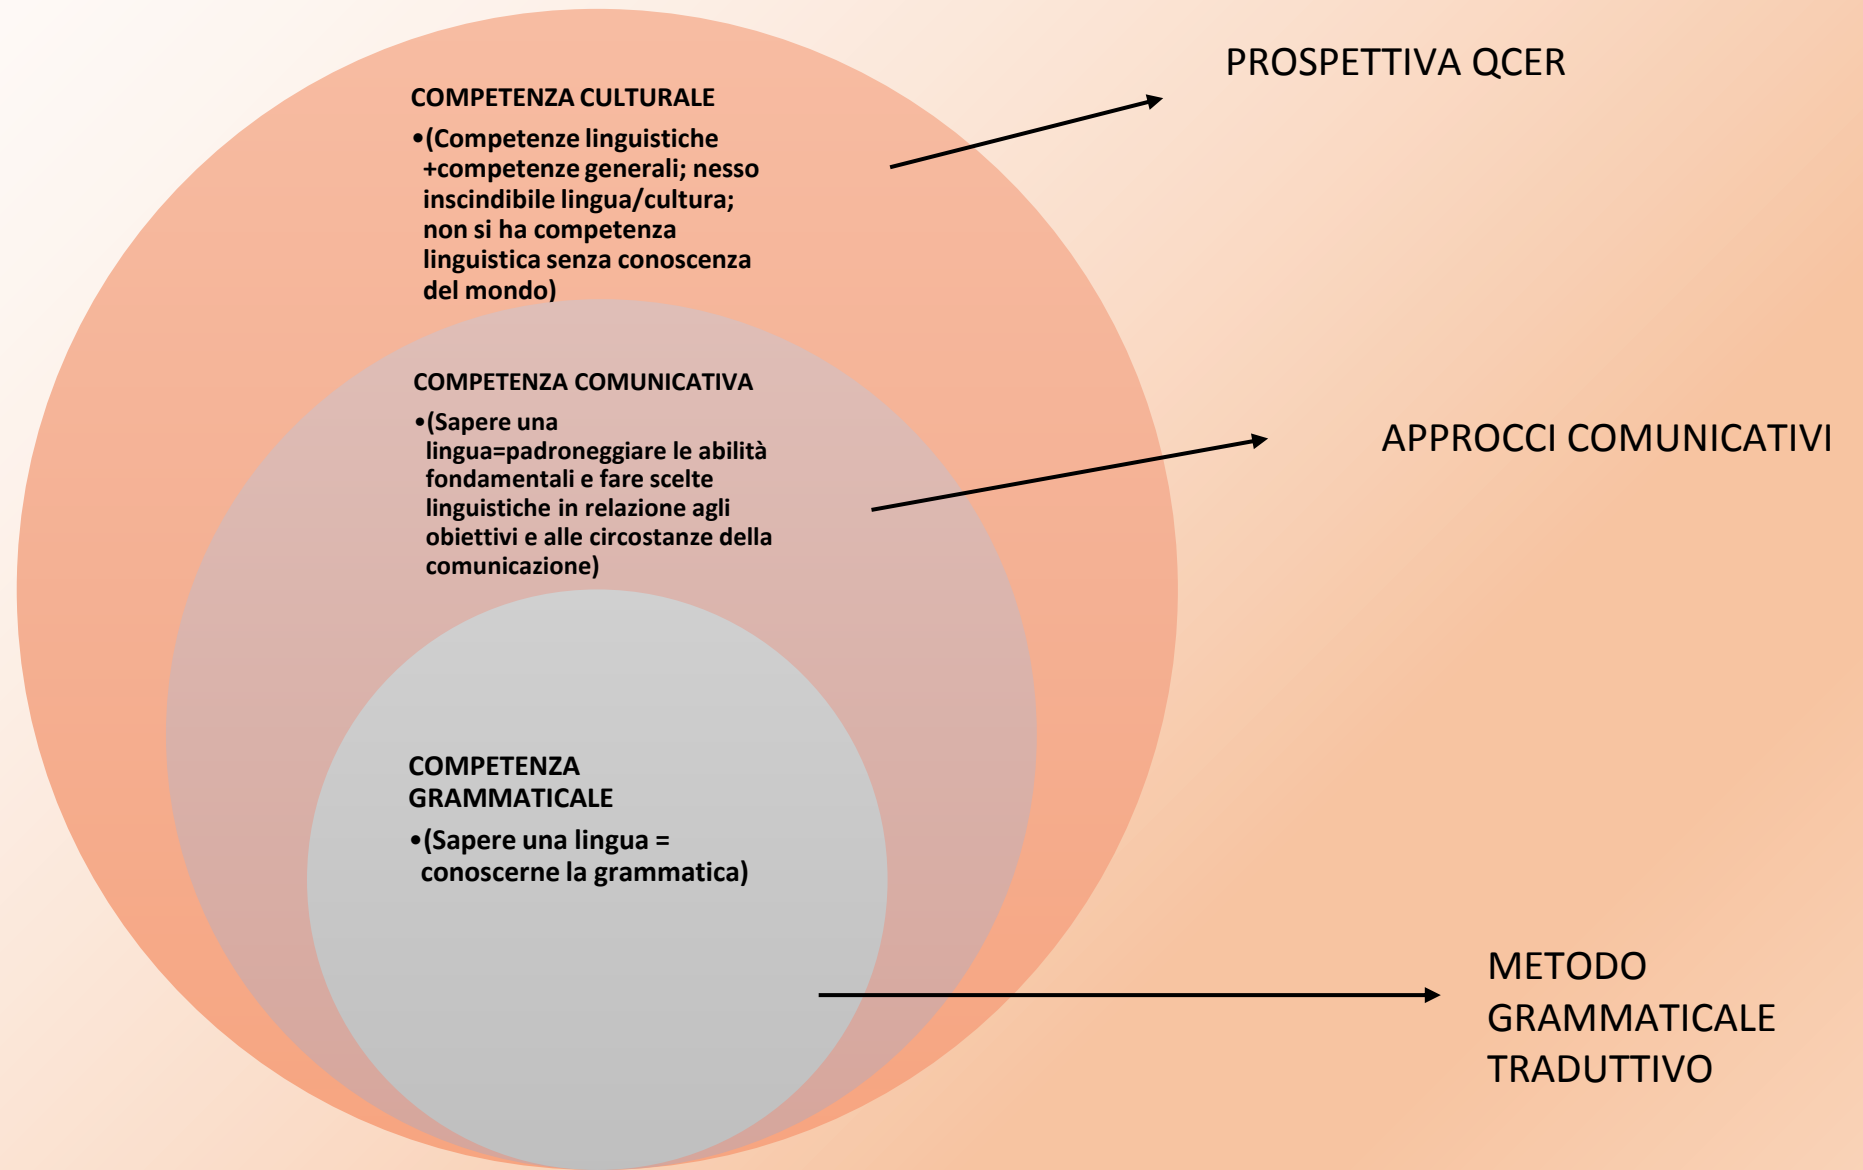 COMPETENZA CULTURALE
•(Competenze linguistiche
+competenze generali; nesso
inscindibile lingua/cultura;
non si ha competenza
linguistica senza conoscenza
del mondo)
PROSPETTIVA QCER
COMPETENZA COMUNICATIVA
•(Sapere una
lingua=padroneggiare le abilità
fondamentali e fare scelte
linguistiche in relazione agli
obiettivi e alle circostanze della
comunicazione)
APPROCCI COMUNICATIVI
COMPETENZA
GRAMMATICALE
•(Sapere una lingua =
conoscerne la grammatica)
METODO
GRAMMATICALE
TRADUTTIVO